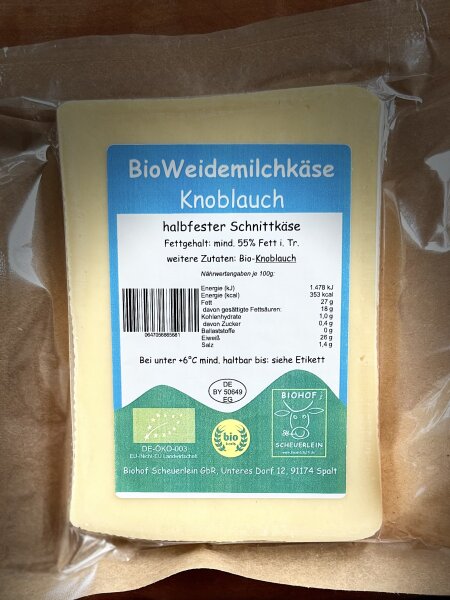 BioWeidemilchkäse
Knoblauch
halbfester Schnittkäse
Fettgehalt: mind. 55% Fett i. Tr.
weitere Zutaten: Bio-Knoblauch
Nährwertangaben je 100g:
Energie (kJ) 1.478 kJ
Energie (kcal) 353 kcal
Fett 27 g
davon gesättigte Fettsäuren: 18 g
Kohlenhydrate 1,0 g
davon Zucker 0,4 g
Ballaststoffe 0 g
Eiweiß 26 g
Salz 1,4 g
Bei unter +6°C mind. haltbar bis: siehe Etikett
DE
BY 50649
EG
BIOHOF
SCHEUERLEIN
bio
DE-ÖKO-003
EU-/Nicht-EU Landwirtschaft
Biohof Scheuerlein GbR, Unteres Dorf 12, 91174 Spalt